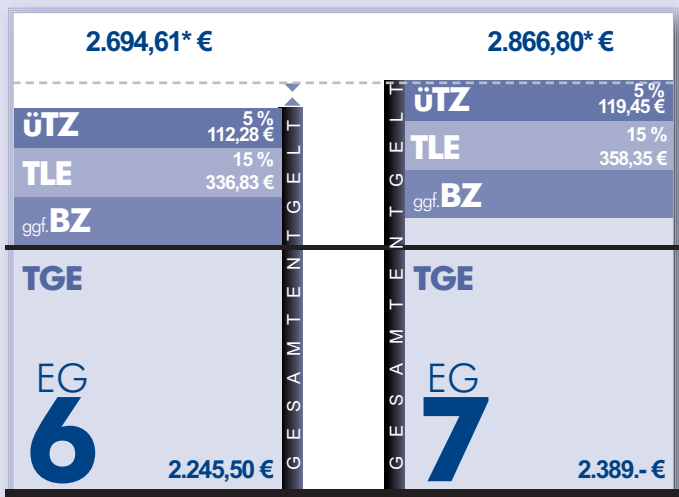 2.694,61* €
ÜTZ
5 %
112,28 €
TLE
15 %
336,83 €
ggf. BZ
TGE
EG
6
2.245,50 €
GESAMTENTGELT
2.866,80* €
GESAMTENTGELT
ÜTZ
5 %
119,45 €
TLE
15 %
358,35 €
ggf. BZ
TGE
EG
7
2.389.- €